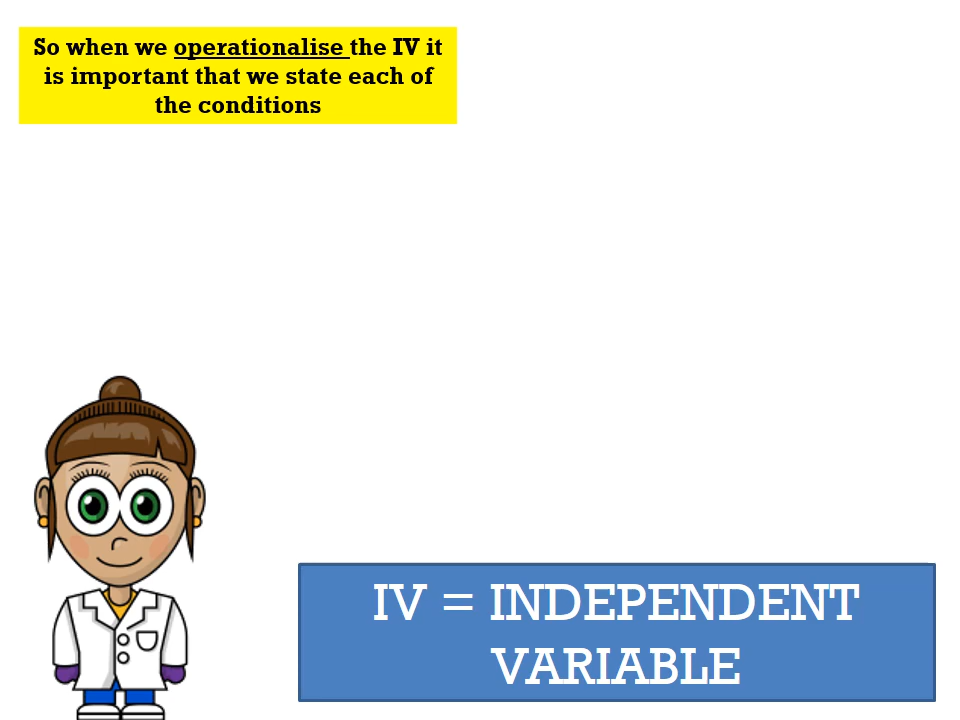 So when we operationalise the IV it
is important that we state each of
the conditions
IV = INDEPENDENT
VARIABLE